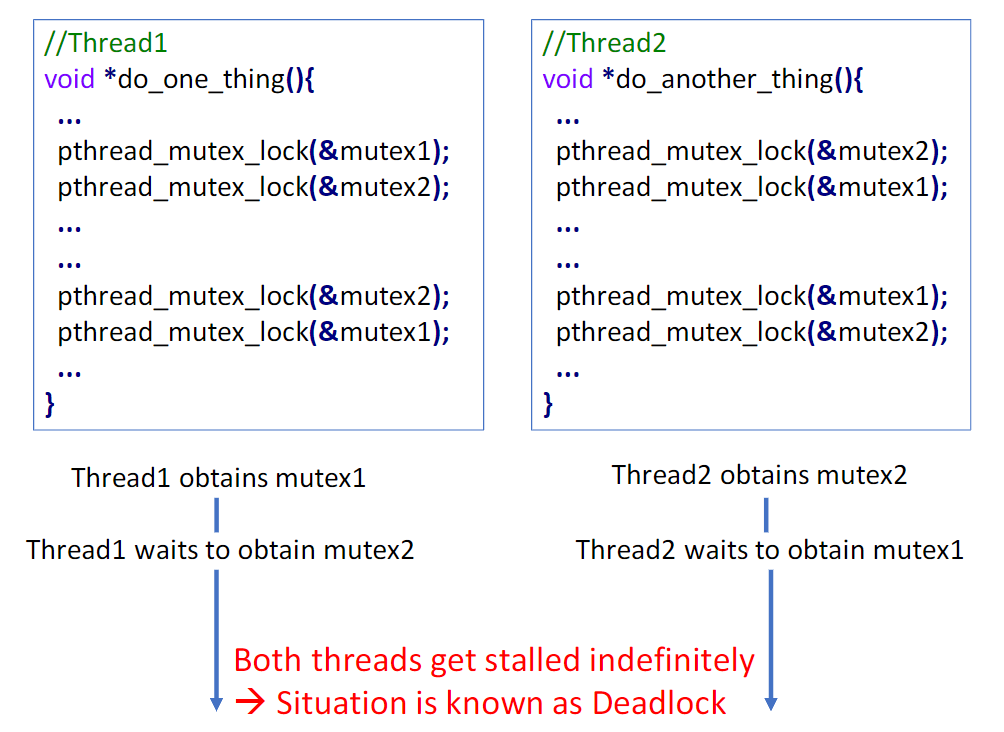 //Thread1
void *do_one_thing(){
...
pthread_mutex_lock(&mutex1);
pthread_mutex_lock(&mutex2);
...
...
pthread_mutex_lock(&mutex2);
pthread_mutex_lock(&mutex1);
...
}
//Thread2
void *do_another_thing(){
...
pthread_mutex_lock(&mutex2);
pthread_mutex_lock(&mutex1);
...
...
pthread_mutex_lock(&mutex1);
pthread_mutex_lock(&mutex2);
...
}
Thread1 obtains mutex1
Thread1 waits to obtain mutex2
Thread2 obtains mutex2
Thread2 waits to obtain mutex1
Both threads get stalled indefinitely
→ Situation is known as Deadlock